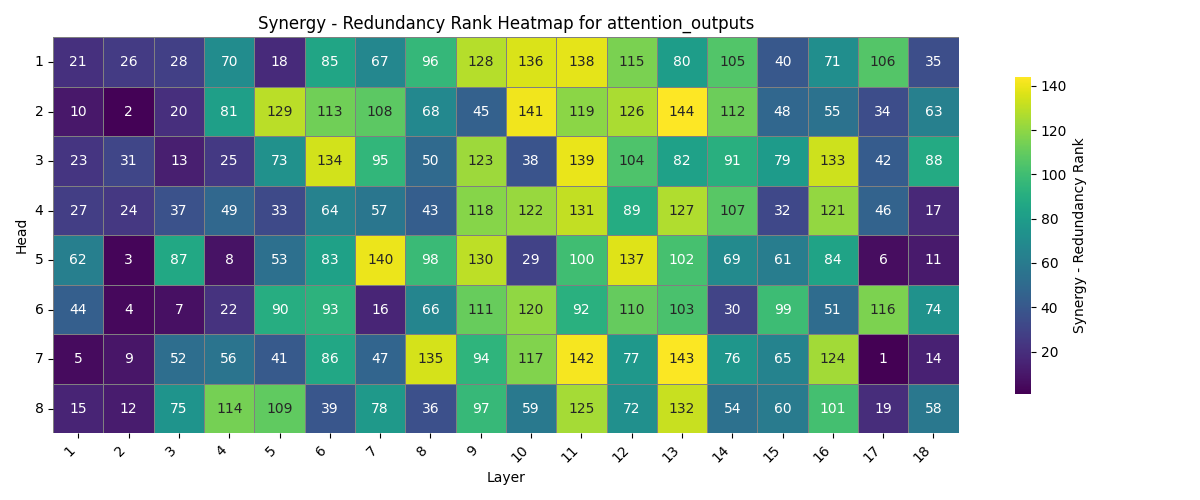 Synergy - Redundancy Rank Heatmap for attention_outputs
1 21 26 28 70 18 85 67 96 128 136 138 115 80 105 40 71 106 35
2 10 2 20 81 129 113 108 68 45 141 119 126 144 112 48 55 34 63
3 23 31 13 25 73 134 95 50 123 38 139 104 82 91 79 133 42 88
4 27 24 37 49 33 64 57 43 118 122 131 89 127 107 32 121 46 17
5 62 3 87 8 53 83 140 98 130 29 100 137 102 69 61 84 6 11
6 44 4 7 22 90 93 16 66 111 120 92 110 103 30 99 51 116 74
7 5 9 52 56 41 86 47 135 94 117 142 77 143 76 65 124 1 14
8 15 12 75 114 109 39 78 36 97 59 125 72 132 54 60 101 19 58
1 2 3 4 5 6 7 8 9 10 11 12 13 14 15 16 17 18
Layer
Head
140
120
100
80
60
40
20
Synergy - Redundancy Rank